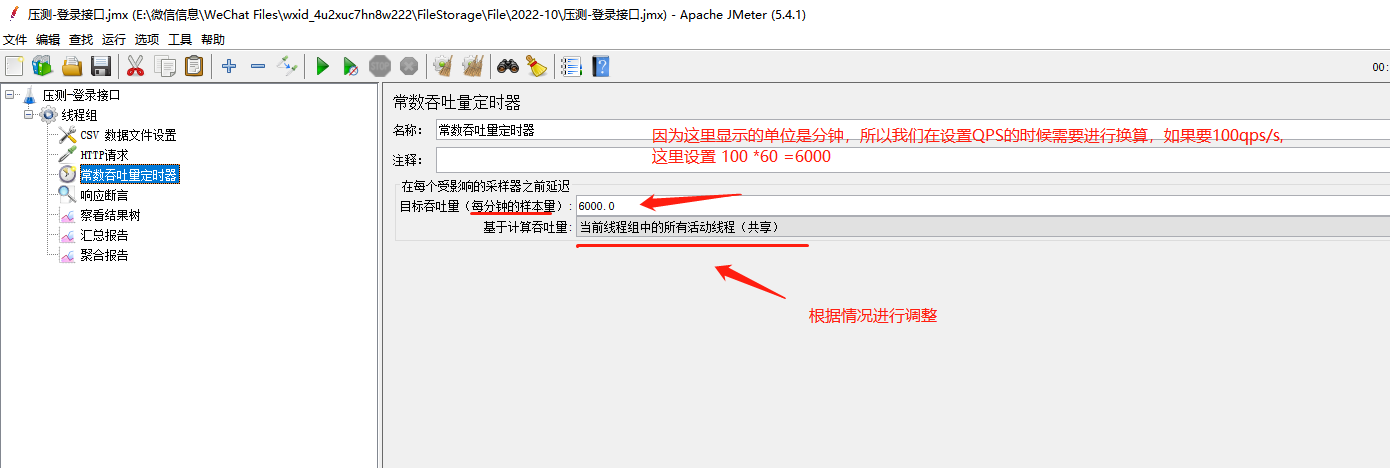 压测-登录接口.jmx (E:\微信信息\WeChat Files\wxid_4u2xuc7hn8w222\FileStorage\File\2022-10\压测-登录接口.jmx) - Apache JMeter (5.4.1)
文件 编辑 查找 运行 选项 工具 帮助
STOP
00:
压测-登录接口
线程组
CSV 数据文件设置
HTTP请求
常数吞吐量定时器
响应断言
察看结果树
汇总报告
聚合报告
常数吞吐量定时器
名称: 常数吞吐量定时器
因为这里显示的单位是分钟，所以我们在设置QPS的时候需要进行换算，如果要100qps/s,
这里设置 100 *60 =6000
注释:
在每个受影响的采样器之前延迟
目标吞吐量（每分钟的样本量）: 6000.0
基于计算吞吐量: 当前线程组中的所有活动线程（共享）
根据情况进行调整